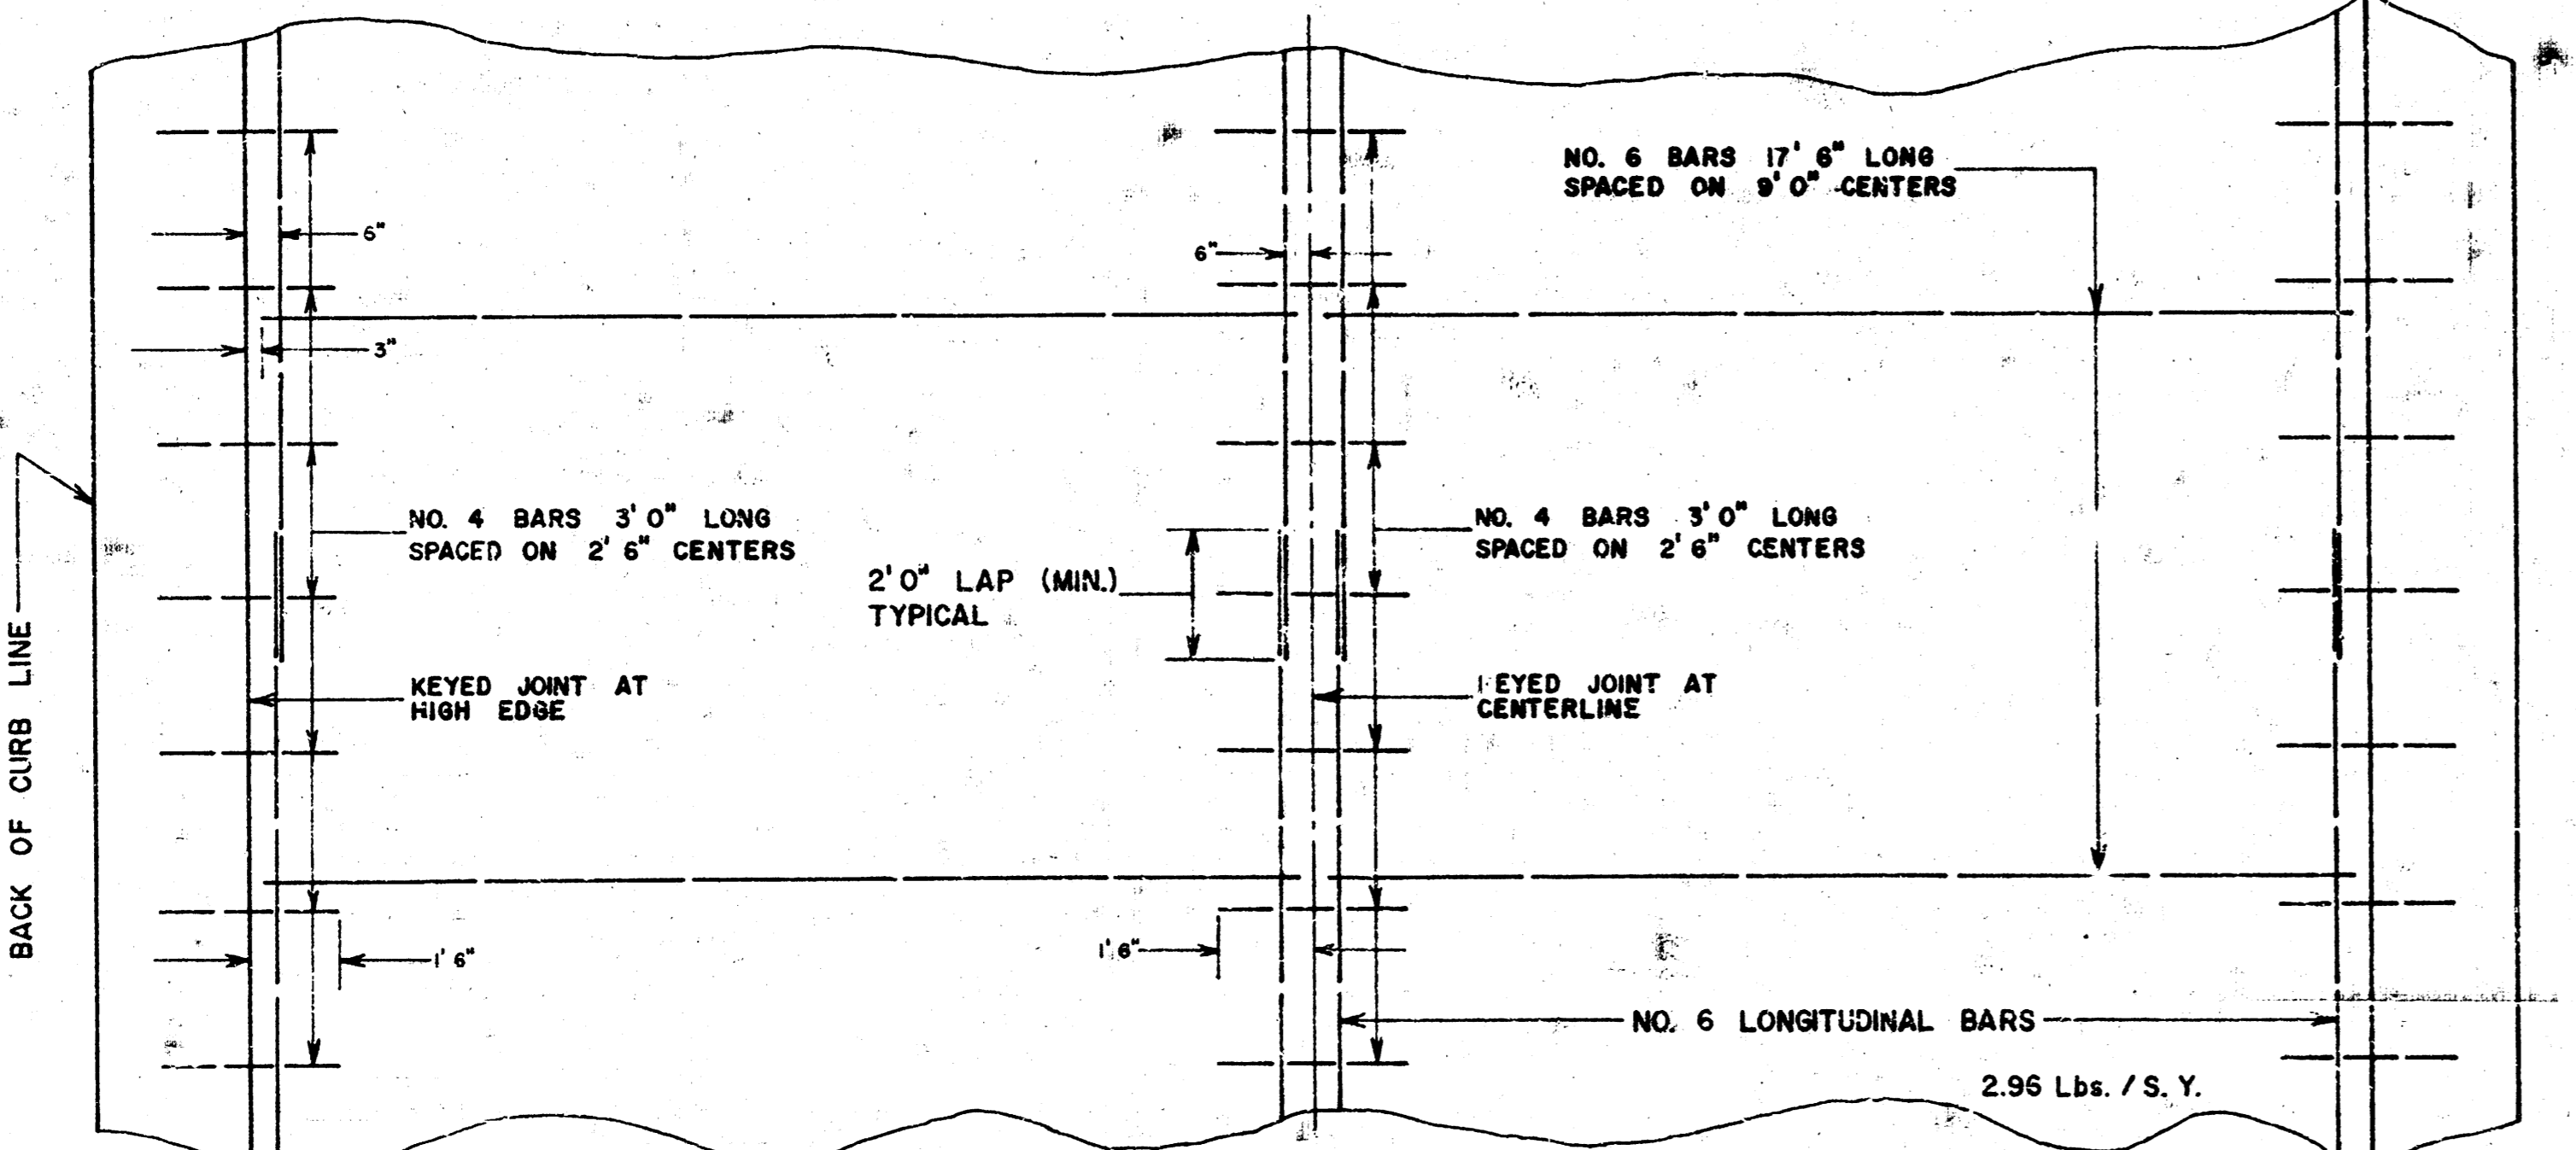 NO. 6 BARS 17' 6" LONG
SPACED ON 9' 0" CENTERS
6"
6"
3"
NO. 4 BARS 3' 0" LONG
SPACED ON 2' 6" CENTERS
NO. 4 BARS 3' 0" LONG
SPACED ON 2' 6" CENTERS
2' 0" LAP (MIN.)
TYPICAL
BACK OF CURB LINE
KEYED JOINT AT
HIGH EDGE
KEYED JOINT AT
CENTERLINE
1' 6"
1' 6"
NO. 6 LONGITUDINAL BARS
2.96 Lbs. / S. Y.